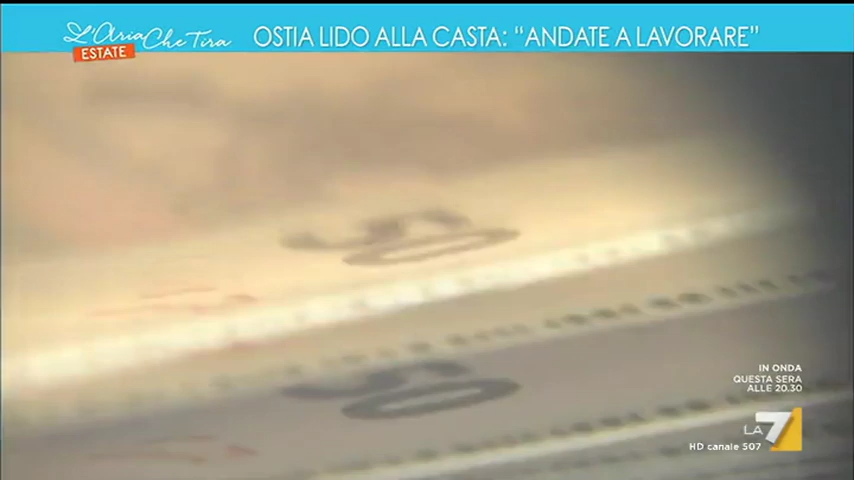 L'Aria Che Tira
ESTATE
OSTIA LIDO ALLA CASTA: “ANDATE A LAVORARE”
50
50
IN ONDA
QUESTA SERA
ALLE 20.30
LA7
HD canale 507